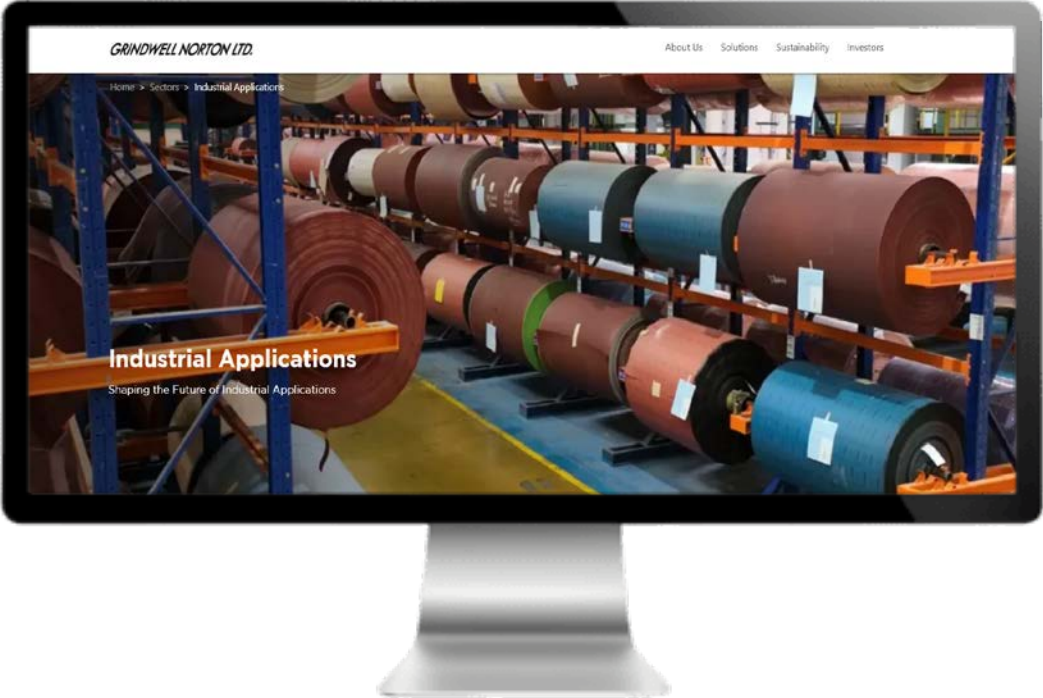 GRINDWELL NORTON LTD.
About Us Solutions Sustainability Investors
Home > Sectors > Industrial Applications
Industrial Applications
Shaping the Future of Industrial Applications